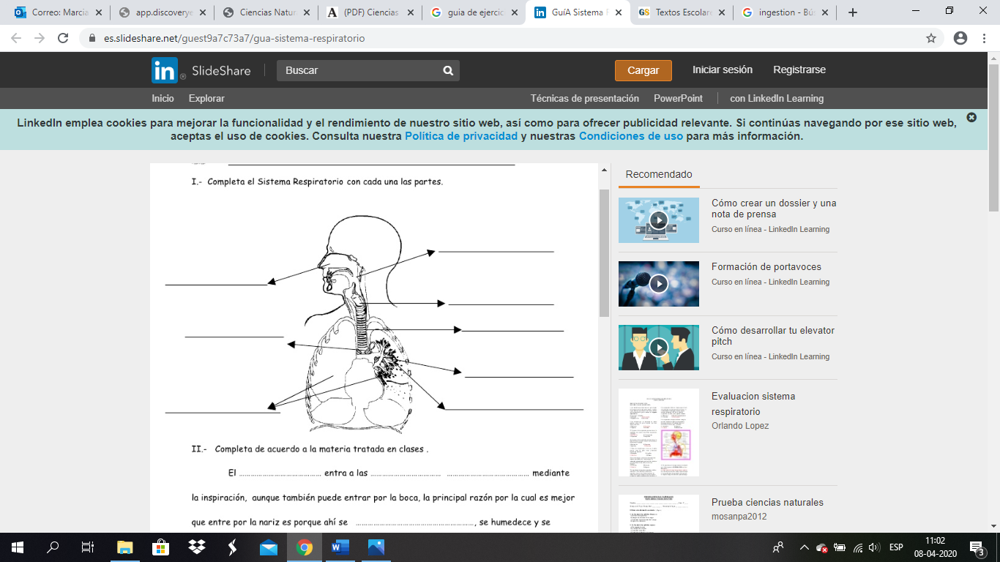 Correo: Marcia
app.discoverye
Ciencias Natur
(PDF) Ciencias
guia de ejercic
GuíA Sistema R
Textos Escolare
ingestion - Bús
es.slideshare.net/guest9a7c73a7/gua-sistema-respiratorio
in SlideShare
Buscar
Cargar
Iniciar sesión
Registrarse
Inicio
Explorar
Técnicas de presentación
PowerPoint
con LinkedIn Learning
LinkedIn emplea cookies para mejorar la funcionalidad y el rendimiento de nuestro sitio web, así como para ofrecer publicidad relevante. Si continúas navegando por ese sitio web,
aceptas el uso de cookies. Consulta nuestra Política de privacidad y nuestras Condiciones de uso para más información.
I.- Completa el Sistema Respiratorio con cada una las partes.
II.- Completa de acuerdo a la materia tratada en clases .
El ........................................ entra a las ................................... ........................................ mediante
la inspiración, aunque también puede entrar por la boca, la principal razón por la cual es mejor
que entre por la nariz es porque ahí se ........................................................., se humedece y se
Recomendado
Cómo crear un dossier y una
nota de prensa
Curso en línea - LinkedIn Learning
Formación de portavoces
Curso en línea - LinkedIn Learning
Cómo desarrollar tu elevator
pitch
Curso en línea - LinkedIn Learning
Evaluacion sistema
respiratorio
Orlando Lopez
Prueba ciencias naturales
mosanpa2012
ESP
11:02
08-04-2020
3